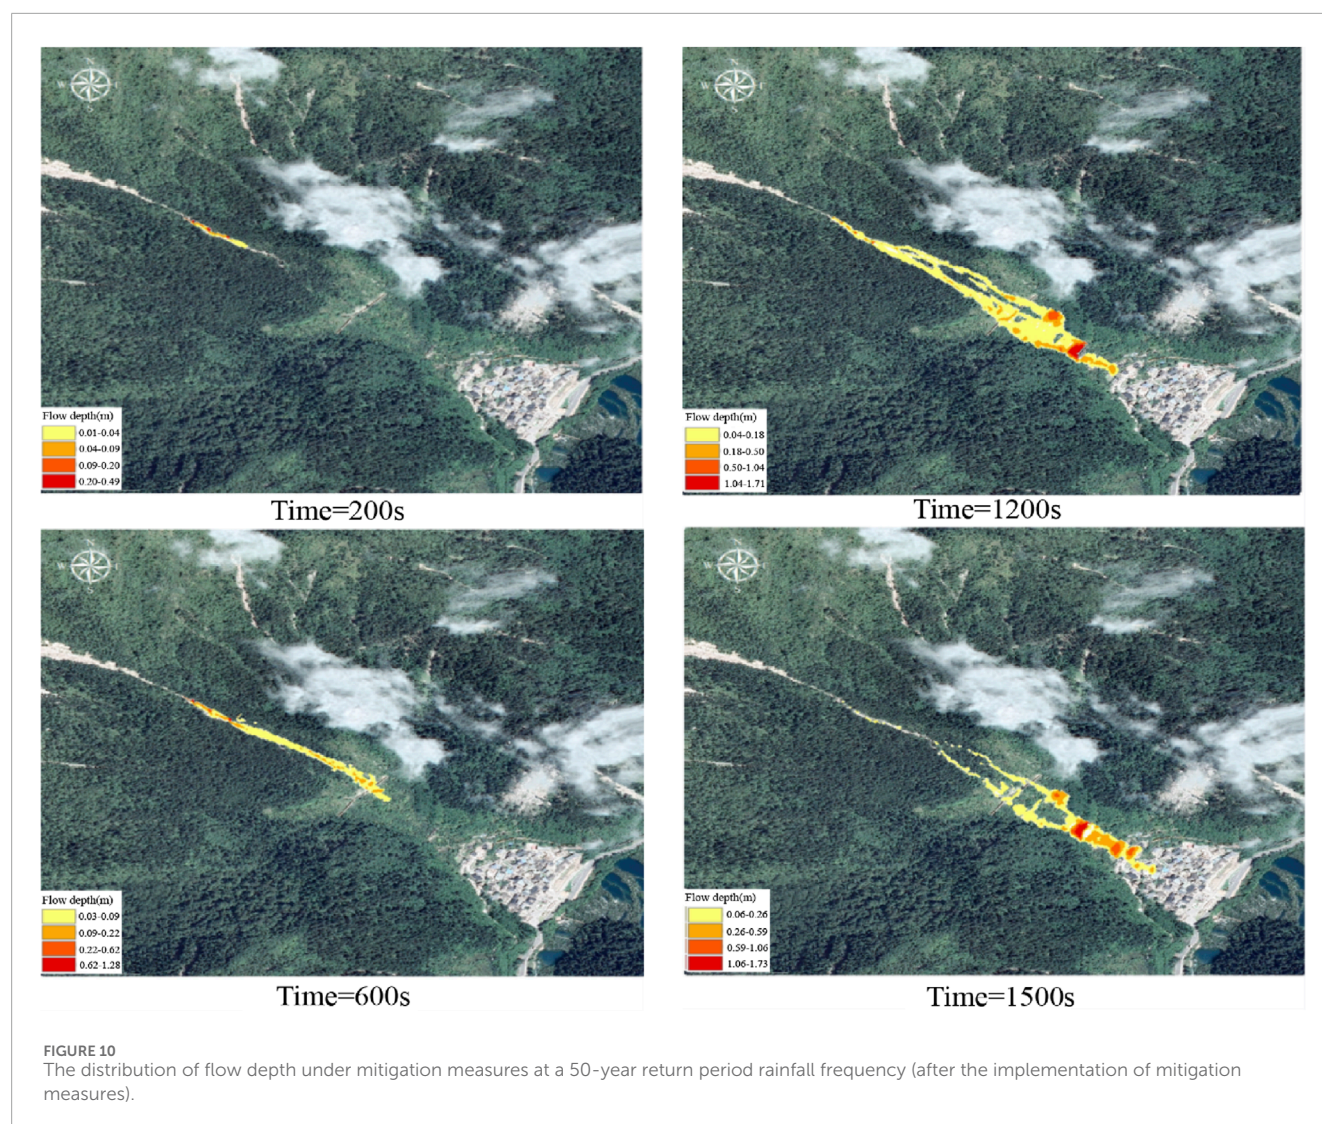 Flow depth(m)
0.01-0.04
0.04-0.09
0.09-0.20
0.20-0.49
Time=200s
Flow depth(m)
0.04-0.18
0.18-0.50
0.50-1.04
1.04-1.71
Time=1200s
Flow depth(m)
0.03-0.09
0.09-0.22
0.22-0.62
0.62-1.28
Time=600s
Flow depth(m)
0.06-0.26
0.26-0.59
0.59-1.06
1.06-1.73
Time=1500s
FIGURE 10
The distribution of flow depth under mitigation measures at a 50-year return period rainfall frequency (after the implementation of mitigation
measures).